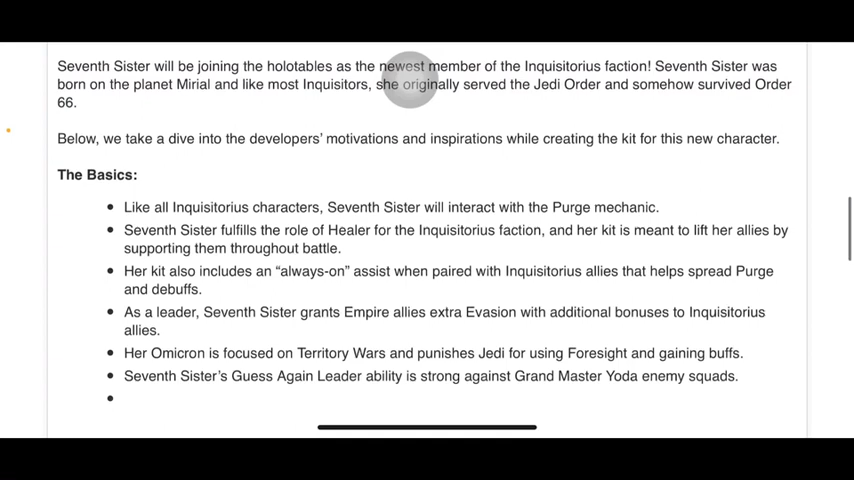 Seventh Sister will be joining the holotables as the newest member of the Inquisitorius faction! Seventh Sister was
born on the planet Mirial and like most Inquisitors, she originally served the Jedi Order and somehow survived Order
66.
Below, we take a dive into the developers' motivations and inspirations while creating the kit for this new character.
The Basics:
• Like all Inquisitorius characters, Seventh Sister will interact with the Purge mechanic.
• Seventh Sister fulfills the role of Healer for the Inquisitorius faction, and her kit is meant to lift her allies by
supporting them throughout battle.
• Her kit also includes an “always-on” assist when paired with Inquisitorius allies that helps spread Purge
and debuffs.
• As a leader, Seventh Sister grants Empire allies extra Evasion with additional bonuses to Inquisitorius
allies.
• Her Omicron is focused on Territory Wars and punishes Jedi for using Foresight and gaining buffs.
• Seventh Sister's Guess Again Leader ability is strong against Grand Master Yoda enemy squads.
•